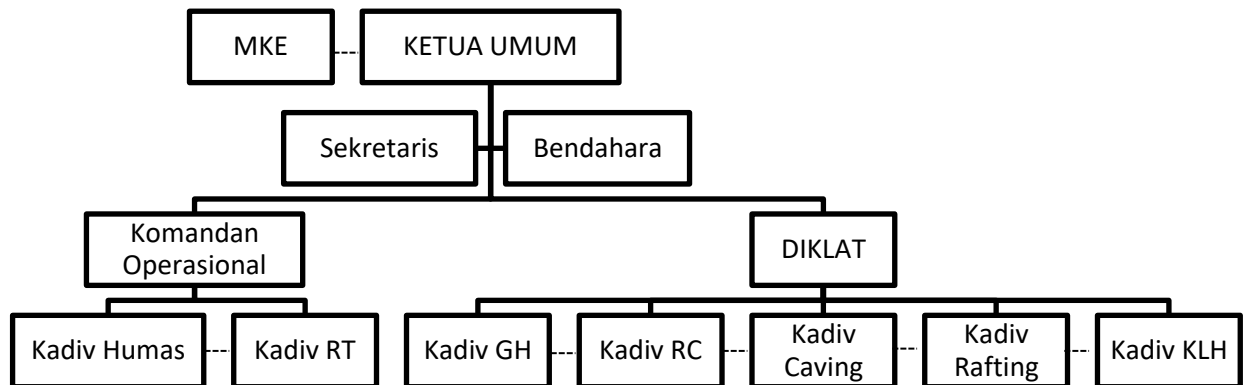 MKE
KETUA UMUM
Sekretaris
Bendahara
Komandan
Operasional
DIKLAT
Kadiv Humas
Kadiv RT
Kadiv GH
Kadiv RC
Kadiv
Caving
Kadiv
Rafting
Kadiv KLH